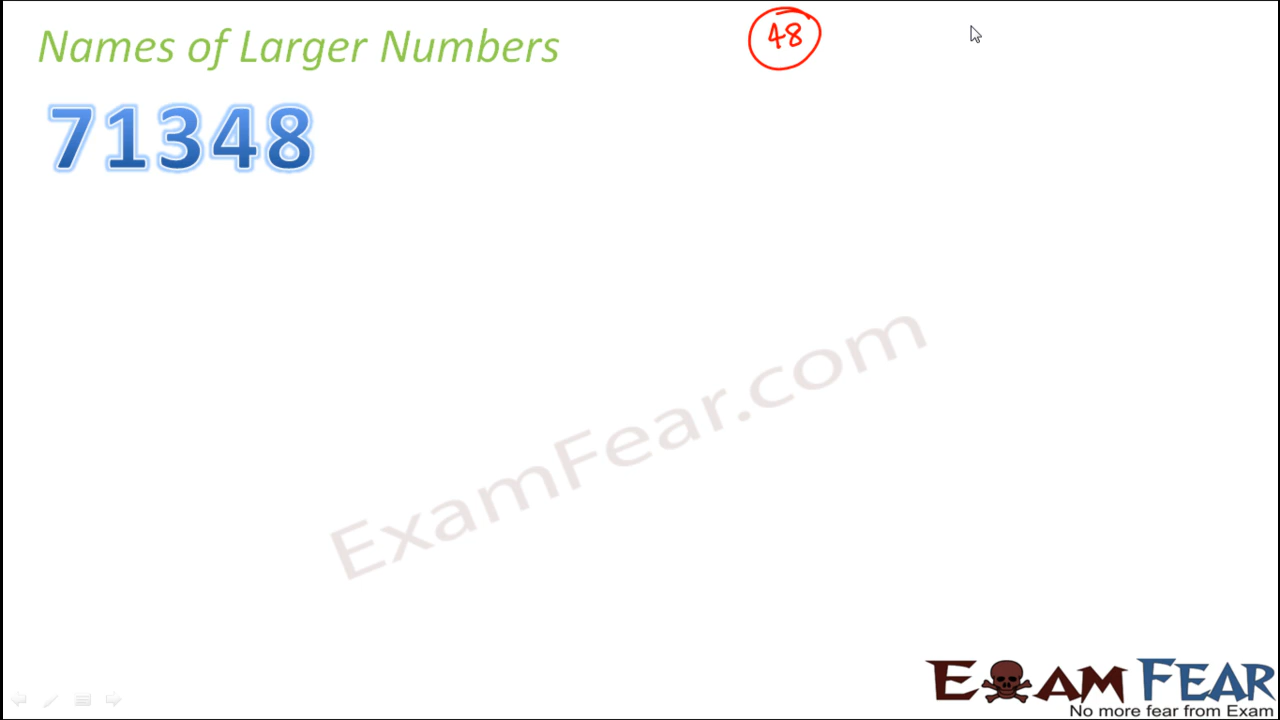 Names of Larger Numbers
48
71348
ExamFear.com
EXAM FEAR
No more fear from Exam